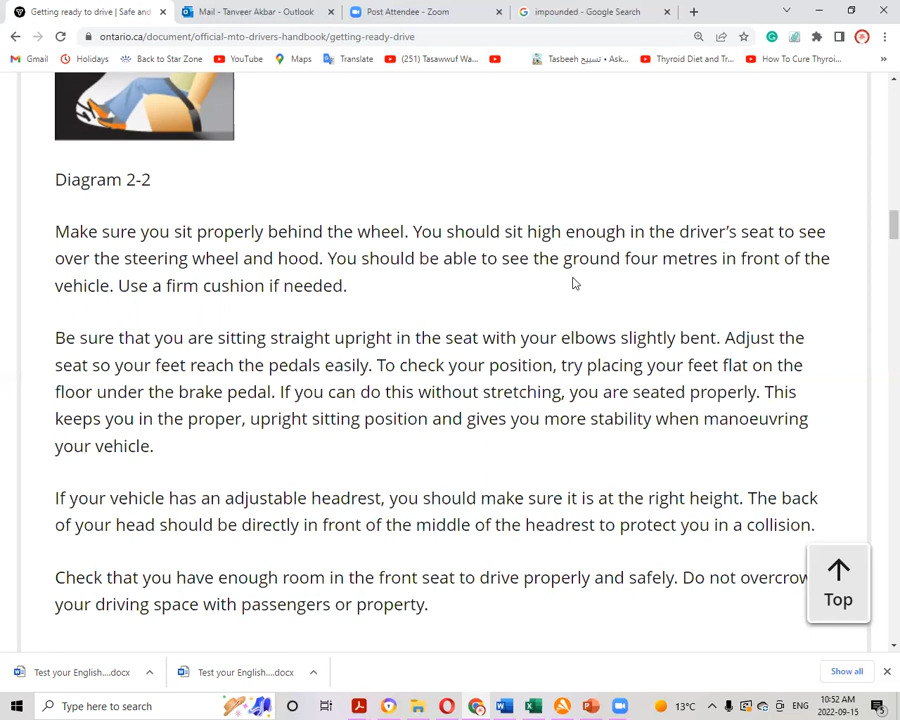 Getting ready to drive | Safe and
Mail - Tanveer Akbar - Outlook
Post Attendee - Zoom
impounded - Google Search
ontario.ca/document/official-mto-drivers-handbook/getting-ready-drive
Gmail
Holidays
Back to Star Zone
YouTube
Maps
Translate
(251) Tasawwuf Wa...
Tasbeeh تسبيح • Ask...
Thyroid Diet and Tr...
How To Cure Thyroi...
Diagram 2-2
Make sure you sit properly behind the wheel. You should sit high enough in the driver's seat to see
over the steering wheel and hood. You should be able to see the ground four metres in front of the
vehicle. Use a firm cushion if needed.
Be sure that you are sitting straight upright in the seat with your elbows slightly bent. Adjust the
seat so your feet reach the pedals easily. To check your position, try placing your feet flat on the
floor under the brake pedal. If you can do this without stretching, you are seated properly. This
keeps you in the proper, upright sitting position and gives you more stability when manoeuvring
your vehicle.
If your vehicle has an adjustable headrest, you should make sure it is at the right height. The back
of your head should be directly in front of the middle of the headrest to protect you in a collision.
Check that you have enough room in the front seat to drive properly and safely. Do not overcrow
your driving space with passengers or property.
Top
Test your English....docx
Test your English....docx
Show all
Type here to search
13°C
10:52 AM
2022-09-15